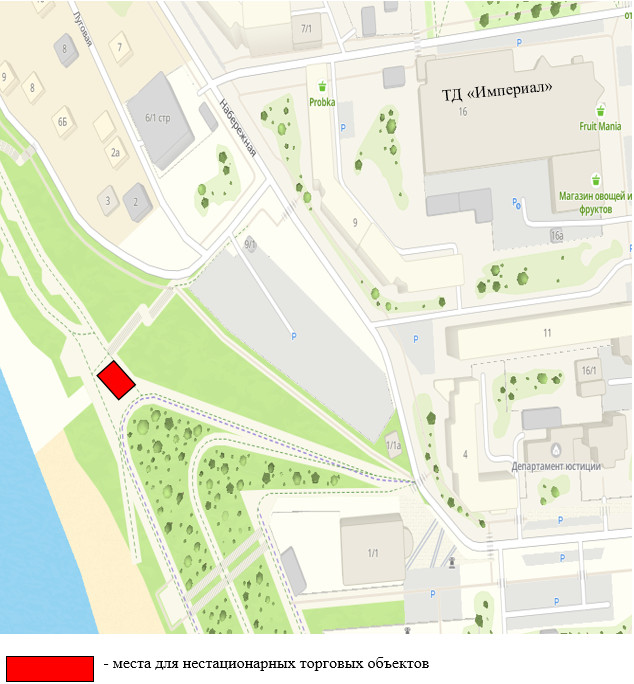 Луговая
7/1
8
7
P
от
9
8
Probka
ТД «Империал»
16
6Б
6/1 стр
Набережная
P
Fruit Mania
2а
Магазин овощей и
фруктов
3
2
P
9
16а
9/1
P
P
P
11
16/1
1/1а
4
Департамент юстиции
P
P
1/1
P
P
P
- места для нестационарных торговых объектов